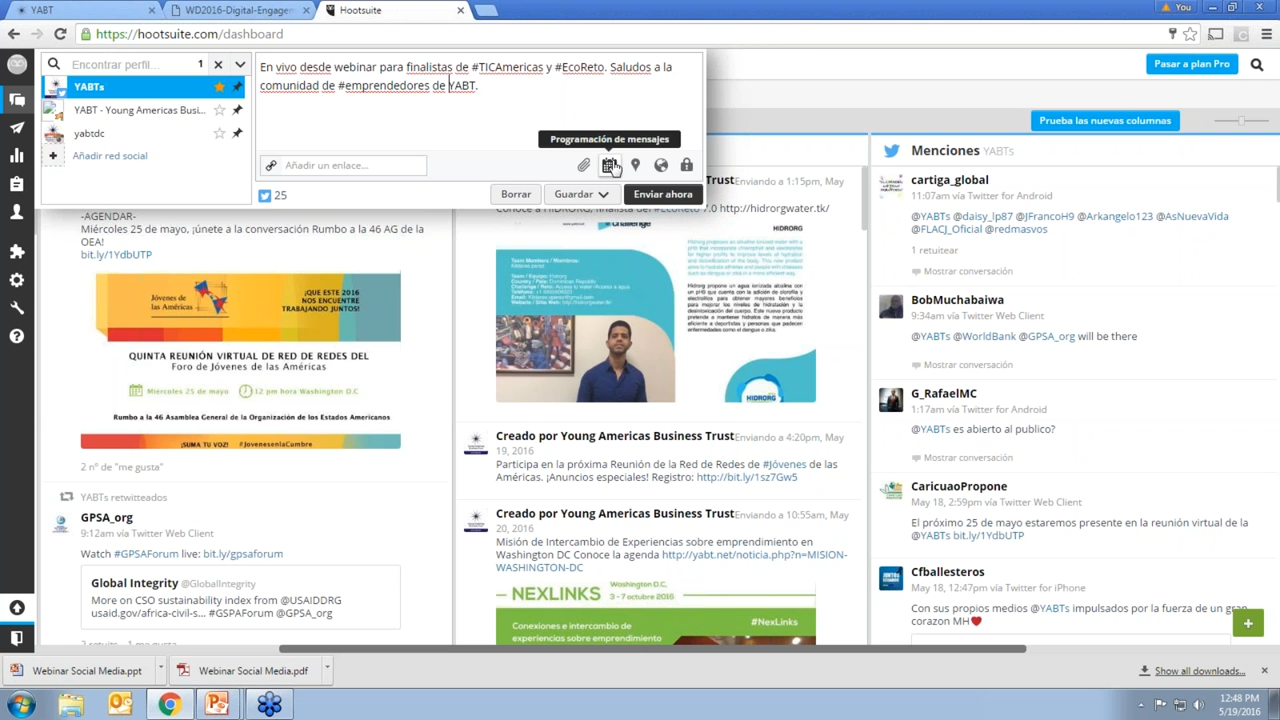 YABT
WD2016-Digital-Engagem
Hootsuite
You
https://hootsuite.com/dashboard
Encontrar perfil...
1
YABTs
YABT - Young Americas Busi...
yabtdc
Añadir red social
En vivo desde webinar para finalistas de #TICAmericas y #EcoReto. Saludos a la
comunidad de #emprendedores de YABT.
Programación de mensajes
Añadir un enlace...
25
Borrar
Guardar
Enviar ahora
Pasar a plan Pro
Prueba las nuevas columnas
-AGENDAR-
Miércoles 25 de mayo, únete a la conversación Rumbo a la 46 AG de la
OEA!
bit.ly/1YdbUTP
Jóvenes
de las Américas
¡QUE ESTE 2016
NOS ENCUENTRE
TRABAJANDO JUNTOS!
QUINTA REUNIÓN VIRTUAL DE RED DE REDES DEL
Foro de Jóvenes de las Américas
Miércoles 25 de mayo
12 pm hora Washington D.C
Rumbo a la 46 Asamblea General de la Organización de los Estados Americanos
¡SUMA TU VOZ! #JovenesenlaCumbre
2 nº de "me gusta"
YABTs retwitteados
GPSA_org
9:12am vía Twitter Web Client
Watch #GPSAForum live: bit.ly/gpsaforum
Global Integrity @GlobalIntegrity
More on CSO sustainability index from @USAIDORG
usaid.gov/africa-civil-s... #GSPAForum @GPSA_org
Trust Enviando a 1:15pm, May
Conoce a HIDRORG, finalista del #EcoReto 7.0 http://hidrorgwater.tk/
Challenge
HIDRORG
Team Members / Miembros:
HIDRORG
Creado por Young Americas Business Trust Enviando a 4:20pm, May
19, 2016
Participa en la próxima Reunión de la Red de Redes de #Jóvenes de las
Américas. ¡Anuncios especiales! Registro: http://bit.ly/1sz7Gw5
Creado por Young Americas Business Trust Enviando a 10:55am, May
20, 2016
Misión de Intercambio de Experiencias sobre emprendimiento en
Washington DC Conoce la agenda http://yabt.net/noticia.php?n=MISION-
WASHINGTON-DC
NEXLINKS
Washington D.C.
3 - 7 octubre 2016
Conexiones e intercambio de
experiencias sobre emprendimiento
#NexLinks
Menciones YABTs
cartiga_global
11:07am vía Twitter for Android
@YABTs @daisy_lp87 @JFrancoH9 @Arkangelo123 @AsNuevaVida
@FLACJ_Oficial @redmasvos
1 retuitear
Mostrar conversación
BobMuchabaiwa
9:34am vía Twitter Web Client
@YABTs @WorldBank @GPSA_org will be there
Mostrar conversación
G_RafaelMC
1:17am vía Twitter for Android
@YABTs es abierto al publico?
Mostrar conversación
CaricuaoPropone
May 18, 2:59pm vía Twitter Web Client
El próximo 25 de mayo estaremos presente en la reunión virtual de la
@YABTs bit.ly/1YdbUTP
Cfballesteros
May 18, 12:47pm vía Twitter for iPhone
Con sus propios medios @YABTs impulsados por la fuerza de un gran
corazon MH
Webinar Social Media.ppt
Webinar Social Media.pdf
Show all downloads...
12:48 PM
5/19/2016